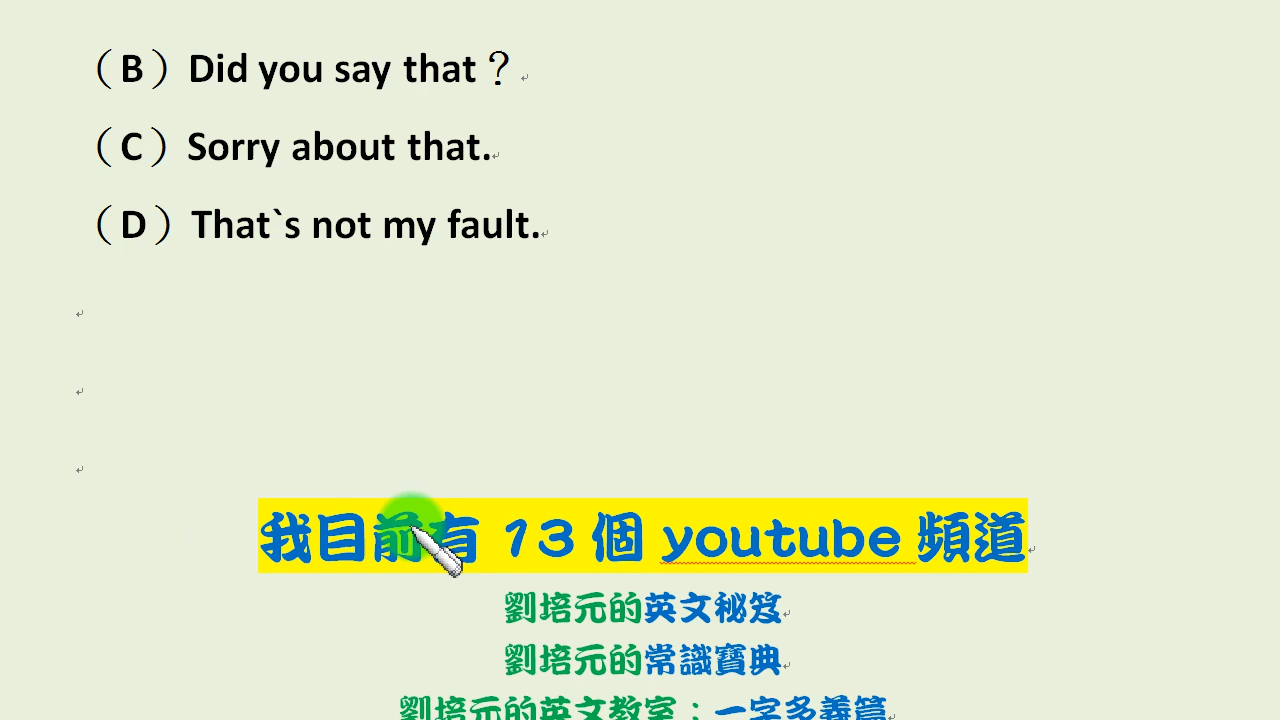 （B）Did you say that？
（C）Sorry about that.
（D）That`s not my fault.
我目前有 13 個 youtube 頻道
劉培元的英文秘笈
劉培元的常識寶典
劉培元的英文教室：一字多義篇